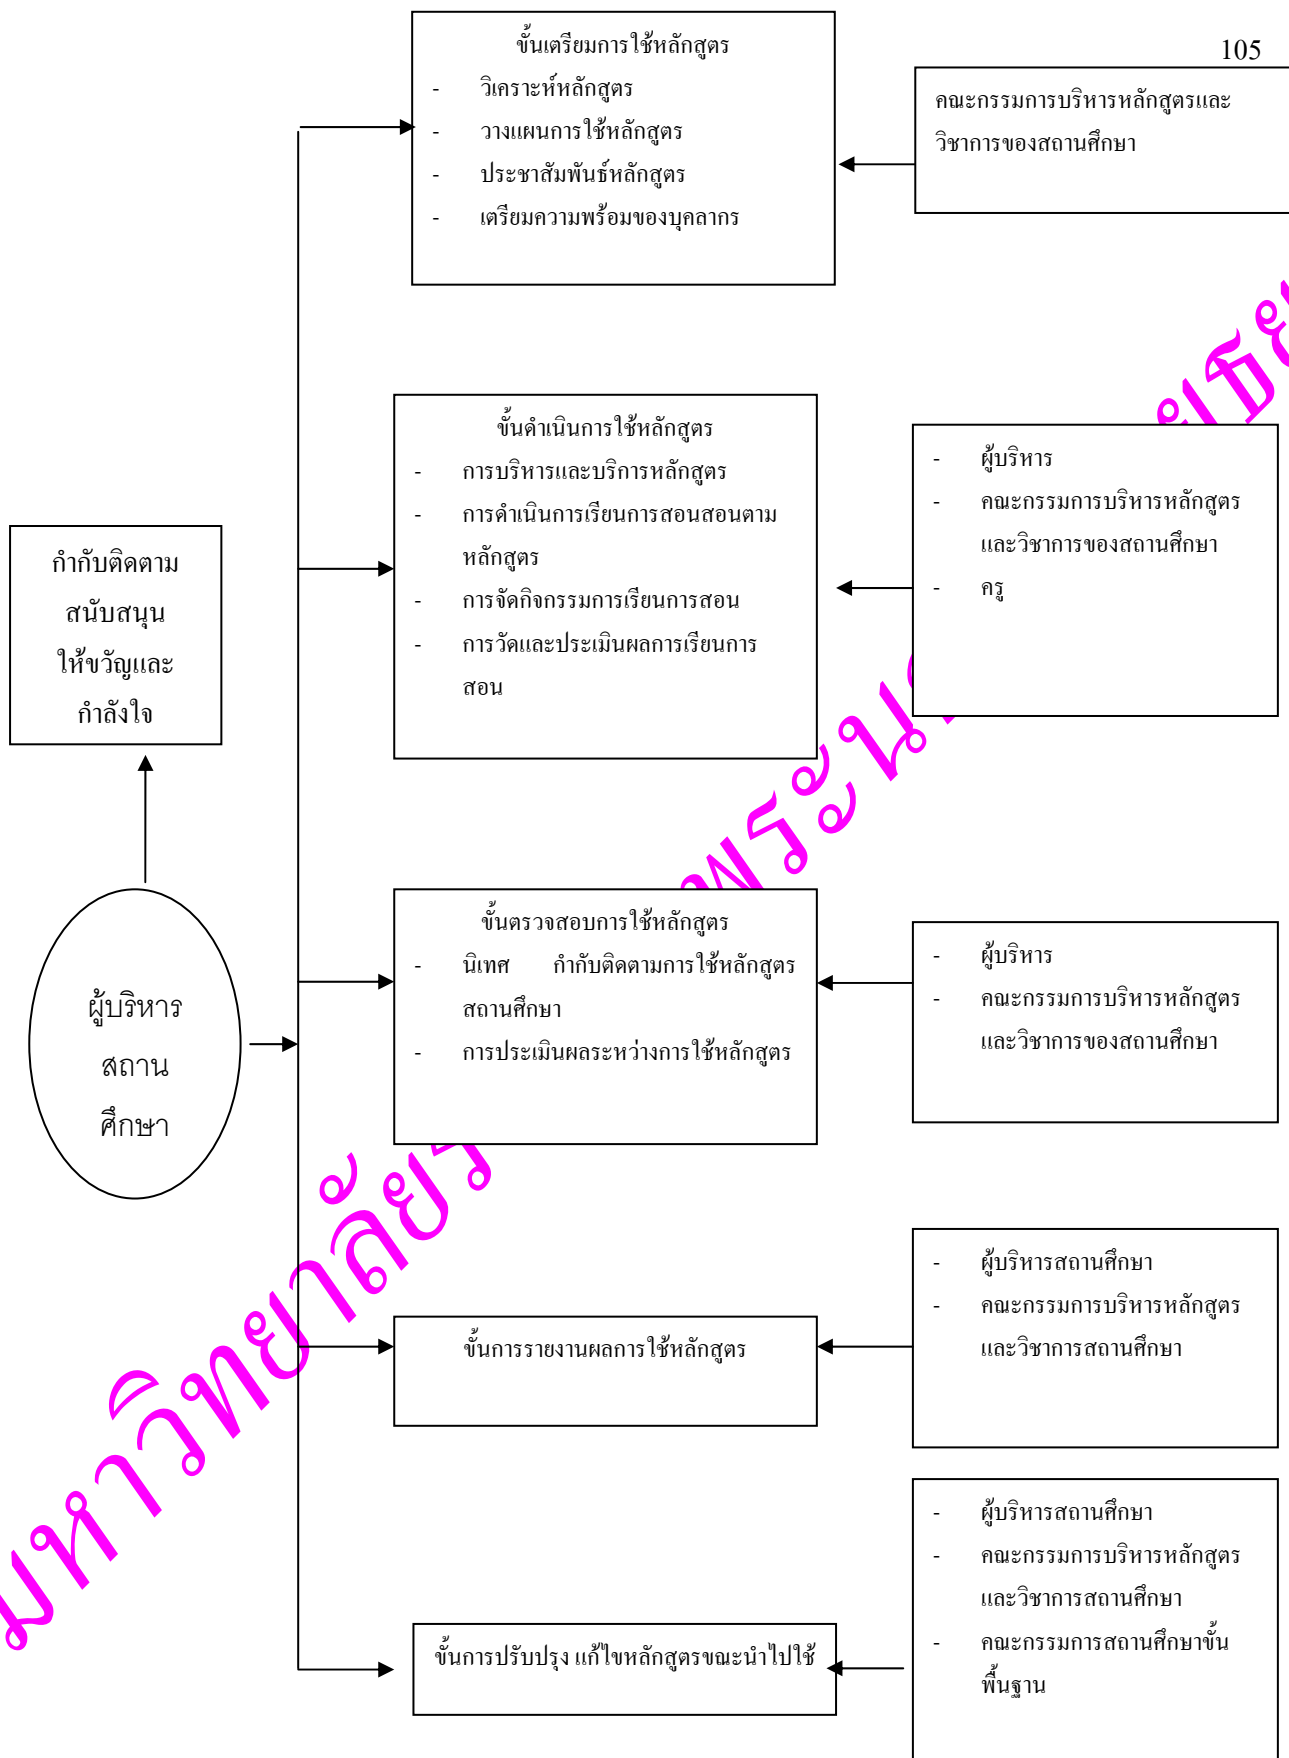 105
ขั้นเตรียมการใช้หลักสูตร
- วิเคราะห์หลักสูตร
- วางแผนการใช้หลักสูตร
- ประชาสัมพันธ์หลักสูตร
- เตรียมความพร้อมของบุคลากร
คณะกรรมการบริหารหลักสูตรและ
วิชาการของสถานศึกษา
ขั้นดำเนินการใช้หลักสูตร
- การบริหารและบริการหลักสูตร
- การดำเนินการเรียนการสอนสอนตาม
หลักสูตร
- การจัดกิจกรรมการเรียนการสอน
- การวัดและประเมินผลการเรียนการ
สอน
- ผู้บริหาร
- คณะกรรมการบริหารหลักสูตร
และวิชาการของสถานศึกษา
- ครู
กำกับติดตาม
สนับสนุน
ให้ขวัญและ
กำลังใจ
ผู้บริหาร
สถาน
ศึกษา
ขั้นตรวจสอบการใช้หลักสูตร
- นิเทศ กำกับติดตามการใช้หลักสูตร
สถานศึกษา
- การประเมินผลระหว่างการใช้หลักสูตร
- ผู้บริหาร
- คณะกรรมการบริหารหลักสูตร
และวิชาการของสถานศึกษา
ขั้นการรายงานผลการใช้หลักสูตร
- ผู้บริหารสถานศึกษา
- คณะกรรมการบริหารหลักสูตร
และวิชาการสถานศึกษา
ขั้นการปรับปรุง แก้ไขหลักสูตรขณะนำไปใช้
- ผู้บริหารสถานศึกษา
- คณะกรรมการบริหารหลักสูตร
และวิชาการสถานศึกษา
- คณะกรรมการสถานศึกษาขั้น
พื้นฐาน
มหาวิทยาลัย